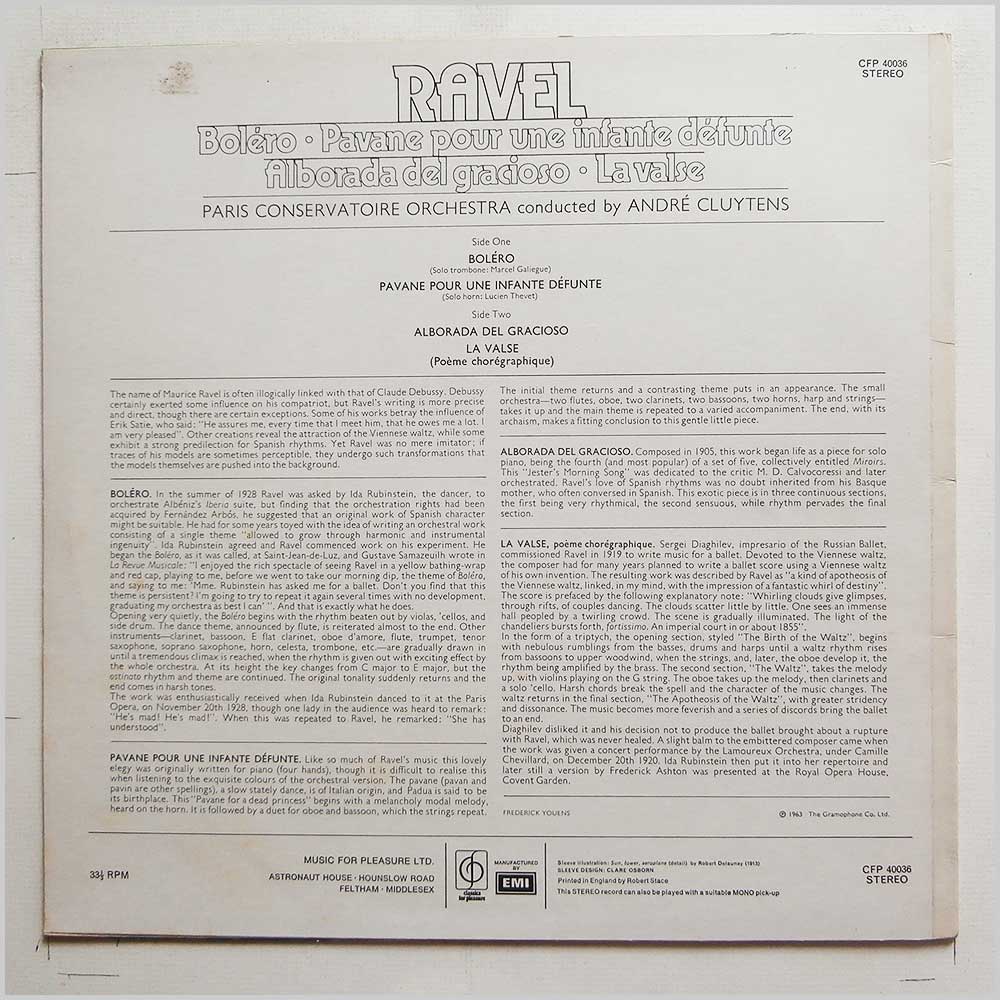 RAVEL
CFP 40036
STEREO
Boléro · Pavane pour une infante défunte
Alborada del gracioso · La valse
PARIS CONSERVATOIRE ORCHESTRA conducted by ANDRÉ CLUYTENS
Side One
BOLÉRO
(Solo trombone: Marcel Galiegue)
PAVANE POUR UNE INFANTE DÉFUNTE
(Solo horn: Lucien Thevet)
Side Two
ALBORADA DEL GRACIOSO
LA VALSE
(Poème chorégraphique)
The name of Maurice Ravel is often illogically linked with that of Claude Debussy. Debussy
certainly exerted some influence on his compatriot, but Ravel's writing is more precise
and direct, though there are certain exceptions. Some of his works betray the influence of
Erik Satie, who said: "He assures me, every time that I meet him, that he owes me a lot. I
am very pleased". Other creations reveal the attraction of the Viennese waltz, while some
exhibit a strong predilection for Spanish rhythms. Yet Ravel was no mere imitator; if
traces of his models are sometimes perceptible, they undergo such transformations that
the models themselves are pushed into the background.
BOLÉRO. In the summer of 1928 Ravel was asked by Ida Rubinstein, the dancer, to
orchestrate Albéniz's Iberia suite, but finding that the orchestration rights had been
acquired by Fernández Arbós, he suggested that an original work of Spanish character
might be suitable. He had for some years toyed with the idea of writing an orchestral work
consisting of a single theme "allowed to grow through harmonic and instrumental
ingenuity". Ida Rubinstein agreed and Ravel commenced work on his experiment. He
began the Boléro, as it was called, at Saint-Jean-de-Luz, and Gustave Samazeuilh wrote in
La Revue Musicale: "I enjoyed the rich spectacle of seeing Ravel in a yellow bathing-wrap
and red cap, playing to me, before we went to take our morning dip, the theme of Boléro,
and saying to me: 'Mme. Rubinstein has asked me for a ballet. Don't you find that this
theme is persistent? I'm going to try to repeat it again several times with no development,
graduating my orchestra as best I can' ". And that is exactly what he does.
Opening very quietly, the Boléro begins with the rhythm beaten out by violas, 'cellos, and
side drum. The dance theme, announced by flute, is reiterated almost to the end. Other
instruments—clarinet, bassoon, E flat clarinet, oboe d'amore, flute, trumpet, tenor
saxophone, soprano saxophone, horn, celesta, trombone, etc.—are gradually drawn in
until a tremendous climax is reached, when the rhythm is given out with exciting effect by
the whole orchestra. At its height the key changes from C major to E major, but the
ostinato rhythm and theme are continued. The original tonality suddenly returns and the
end comes in harsh tones.
The work was enthusiastically received when Ida Rubinstein danced to it at the Paris
Opera, on November 20th 1928, though one lady in the audience was heard to remark:
"He's mad! He's mad!". When this was repeated to Ravel, he remarked: "She has
understood".
PAVANE POUR UNE INFANTE DÉFUNTE. Like so much of Ravel's music this lovely
elegy was originally written for piano (four hands), though it is difficult to realise this
when listening to the exquisite colours of the orchestral version. The pavane (pavan and
pavin are other spellings), a slow stately dance, is of Italian origin, and Padua is said to be
its birthplace. This "Pavane for a dead princess" begins with a melancholy modal melody,
heard on the horn. It is followed by a duet for oboe and bassoon, which the strings repeat.
The initial theme returns and a contrasting theme puts in an appearance. The small
orchestra—two flutes, oboe, two clarinets, two bassoons, two horns, harp and strings—
takes it up and the main theme is repeated to a varied accompaniment. The end, with its
archaism, makes a fitting conclusion to this gentle little piece.
ALBORADA DEL GRACIOSO. Composed in 1905, this work began life as a piece for solo
piano, being the fourth (and most popular) of a set of five, collectively entitled Miroirs.
This "Jester's Morning Song" was dedicated to the critic M. D. Calvocoressi and later
orchestrated. Ravel's love of Spanish rhythms was no doubt inherited from his Basque
mother, who often conversed in Spanish. This exotic piece is in three continuous sections,
the first being very rhythmical, the second sensuous, while rhythm pervades the final
section.
LA VALSE, poème chorégraphique. Sergei Diaghilev, impresario of the Russian Ballet,
commissioned Ravel in 1919 to write music for a ballet. Devoted to the Viennese waltz,
the composer had for many years planned to write a ballet score using a Viennese waltz
of his own invention. The resulting work was described by Ravel as "a kind of apotheosis of
the Viennese waltz, linked, in my mind, with the impression of a fantastic whirl of destiny".
The score is prefaced by the following explanatory note: "Whirling clouds give glimpses,
through rifts, of couples dancing. The clouds scatter little by little. One sees an immense
hall peopled by a twirling crowd. The scene is gradually illuminated. The light of the
chandeliers bursts forth, fortissimo. An imperial court in or about 1855".
In the form of a triptych, the opening section, styled "The Birth of the Waltz", begins
with nebulous rumblings from the basses, drums and harps until a waltz rhythm rises
from bassoons to upper woodwind, when the strings, and, later, the oboe develop it, the
rhythm being amplified by the brass. The second section, "The Waltz", takes the melody
up, with violins playing on the G string. The oboe takes up the melody, then clarinets and
a solo 'cello. Harsh chords break the spell and the character of the music changes. The
waltz returns in the final section, "The Apotheosis of the Waltz", with greater stridency
and dissonance. The music becomes more feverish and a series of discords bring the ballet
to an end.
Diaghilev disliked it and his decision not to produce the ballet brought about a rupture
with Ravel, which was never healed. A slight balm to the embittered composer came when
the work was given a concert performance by the Lamoureux Orchestra, under Camille
Chevillard, on December 20th 1920. Ida Rubinstein then put it into her repertoire and
later still a version by Frederick Ashton was presented at the Royal Opera House,
Covent Garden.
FREDERICK YOUENS
℗ 1963 The Gramophone Co. Ltd.
33⅓ RPM
MUSIC FOR PLEASURE LTD.
ASTRONAUT HOUSE · HOUNSLOW ROAD
FELTHAM · MIDDLESEX
classics
for pleasure
MANUFACTURED
BY
EMI
Sleeve illustration: Sun, tower, aeroplane (detail) by Robert Delaunay (1913)
SLEEVE DESIGN: CLARE OSBORN
Printed in England by Robert Stace
This STEREO record can also be played with a suitable MONO pick-up
CFP 40036
STEREO